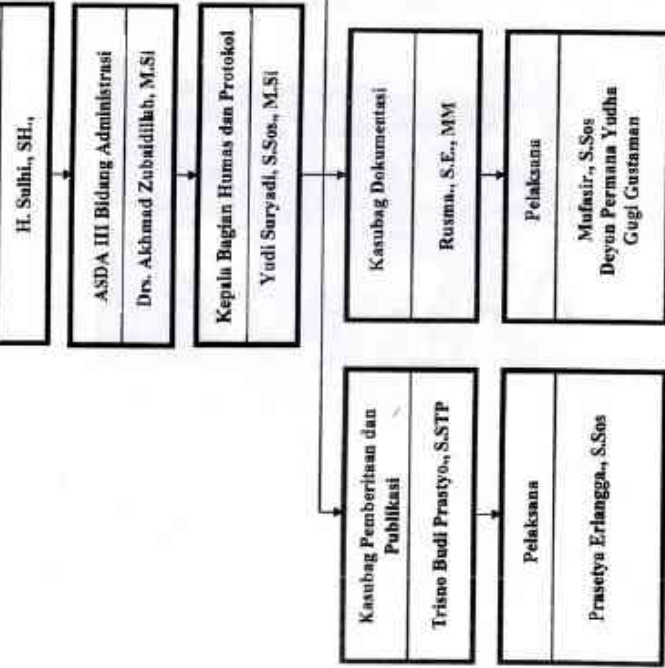 H. Sulhi., SH.,
ASDA III Bidang Administrasi
Drs. Akhmad Zubaidillah, M.Si
Kepala Bagian Humas dan Protokol
Yudi Suryadi, S.Sos., M.Si
Kasubag Pemberitaan dan
Publikasi
Trisno Budi Prastyo., S.STP
Kasubag Dokumentasi
Rusma., S.E., MM
Pelaksana
Prasetya Erlangga., S.Sos
Pelaksana
Mufasir., S.Sos
Deyon Permana Yudha
Gugi Gustaman